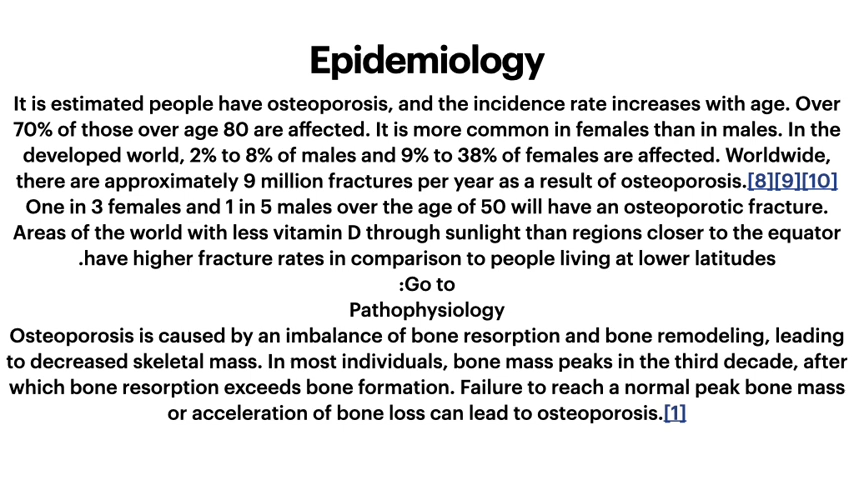 Epidemiology
It is estimated people have osteoporosis, and the incidence rate increases with age. Over
70% of those over age 80 are affected. It is more common in females than in males. In the
developed world, 2% to 8% of males and 9% to 38% of females are affected. Worldwide,
there are approximately 9 million fractures per year as a result of osteoporosis.[8][9][10]
One in 3 females and 1 in 5 males over the age of 50 will have an osteoporotic fracture.
Areas of the world with less vitamin D through sunlight than regions closer to the equator
.have higher fracture rates in comparison to people living at lower latitudes
:Go to
Pathophysiology
Osteoporosis is caused by an imbalance of bone resorption and bone remodeling, leading
to decreased skeletal mass. In most individuals, bone mass peaks in the third decade, after
which bone resorption exceeds bone formation. Failure to reach a normal peak bone mass
or acceleration of bone loss can lead to osteoporosis.[1]